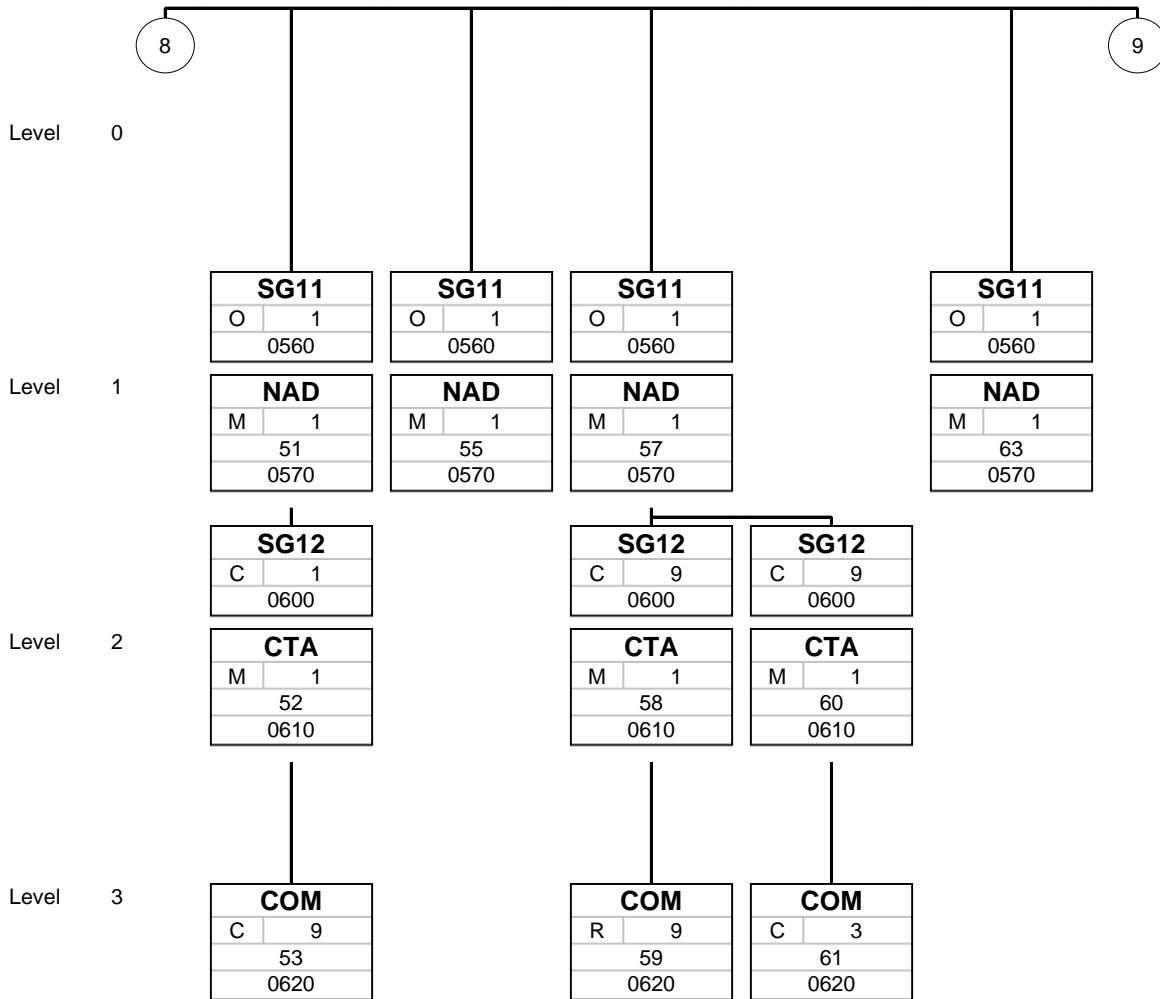 8 9
Level 0
SG11 SG11 SG11 SG11
O 1 O 1 O 1 O 1
0560 0560 0560 0560
Level 1
NAD NAD NAD NAD
M 1 M 1 M 1 M 1
51 55 57 63
0570 0570 0570 0570
SG12 SG12 SG12
C 1 C 9 C 9
0600 0600 0600
Level 2
CTA CTA CTA
M 1 M 1 M 1
52 58 60
0610 0610 0610
Level 3
COM COM COM
C 9 R 9 C 3
53 59 61
0620 0620 0620